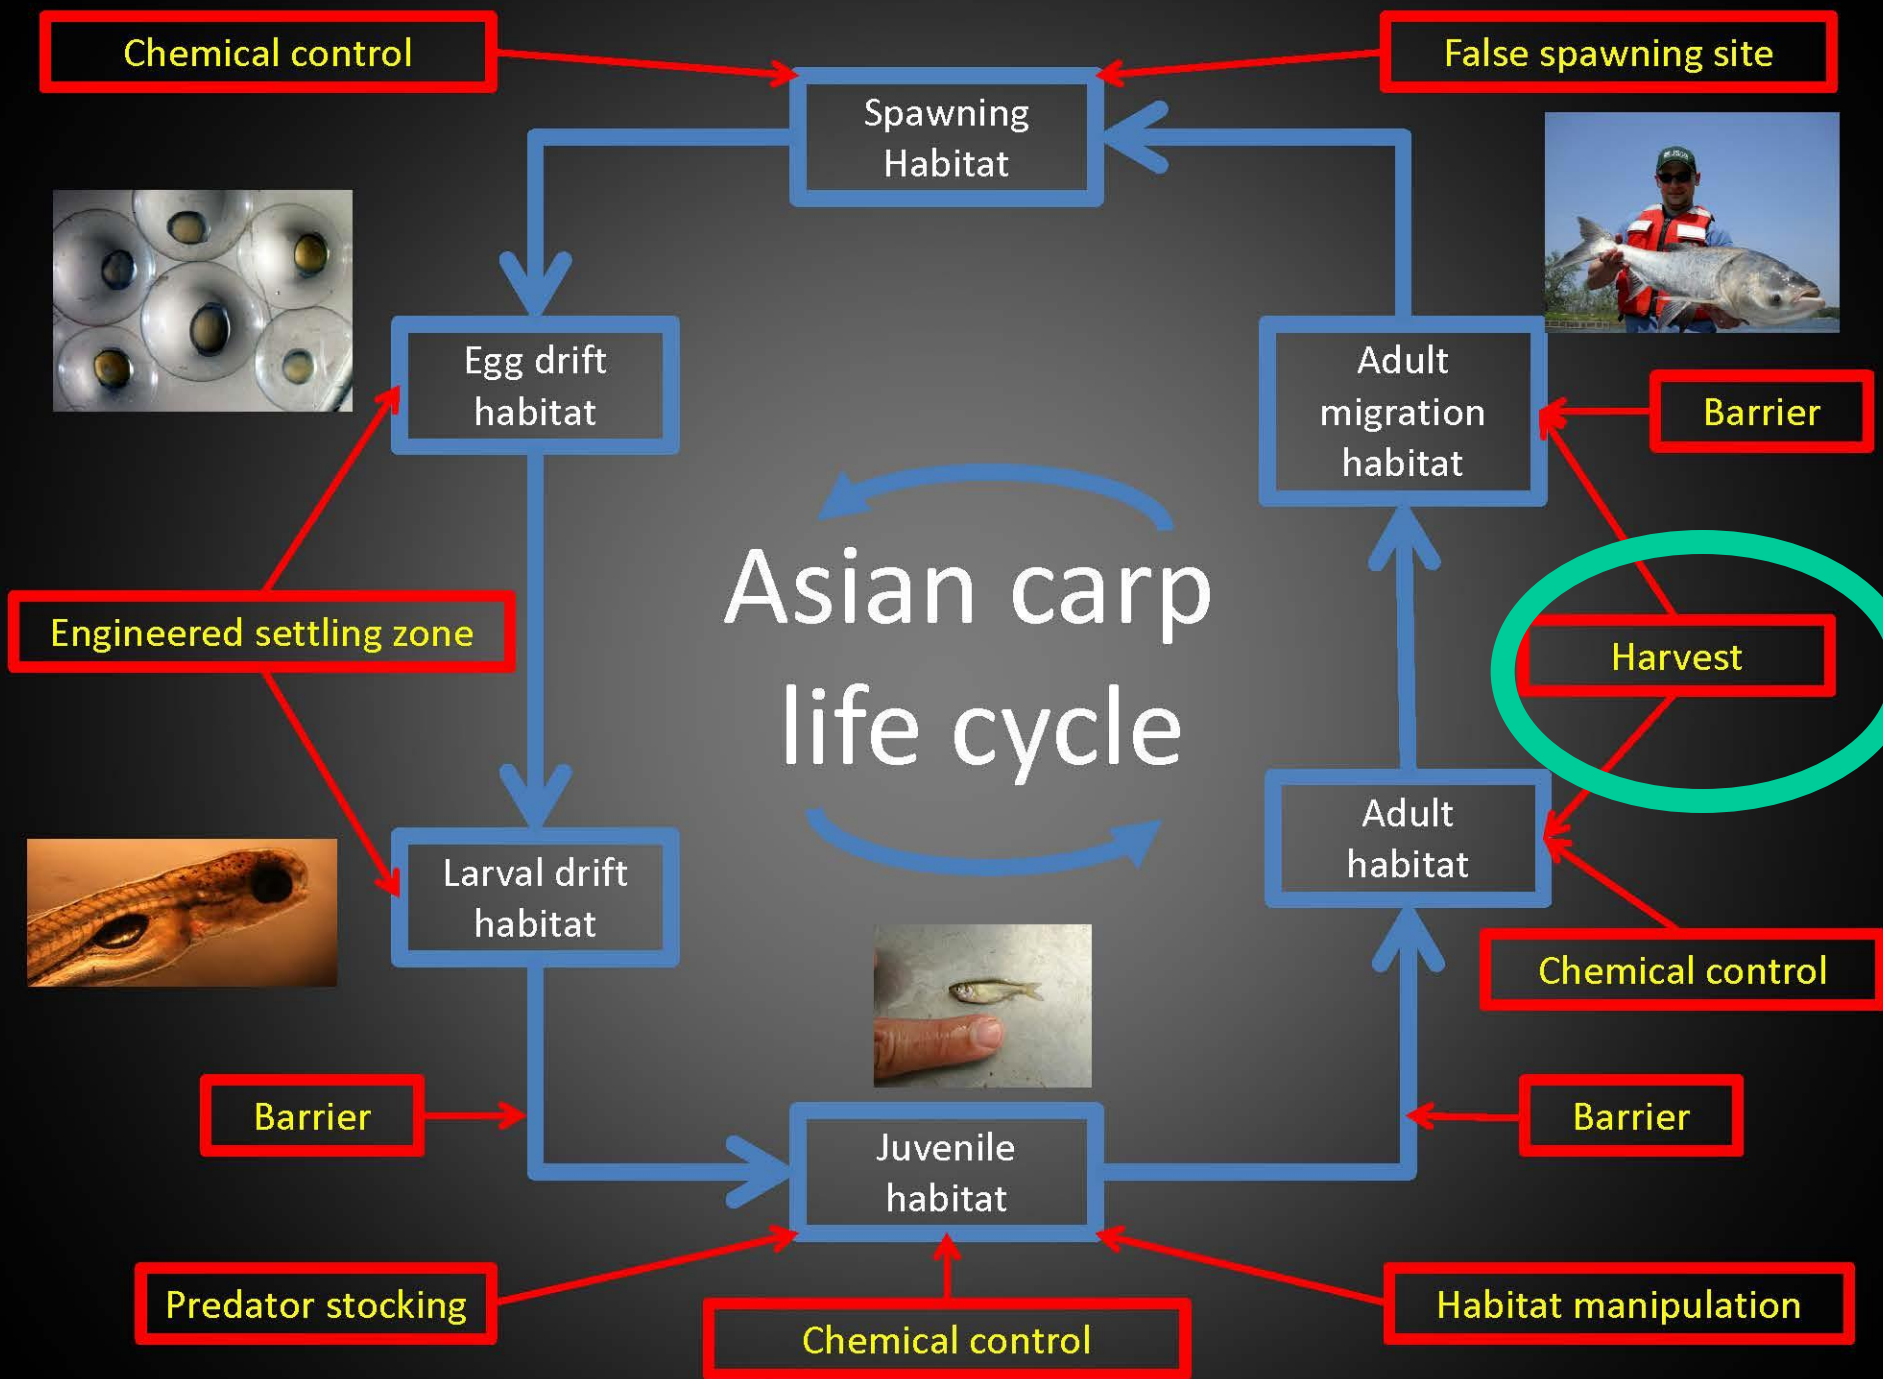 Chemical control
False spawning site
Spawning
Habitat
Egg drift
habitat
Adult
migration
habitat
Barrier
Asian carp
life cycle
Engineered settling zone
Harvest
Adult
habitat
Larval drift
habitat
Chemical control
Barrier
Barrier
Juvenile
habitat
Predator stocking
Chemical control
Habitat manipulation